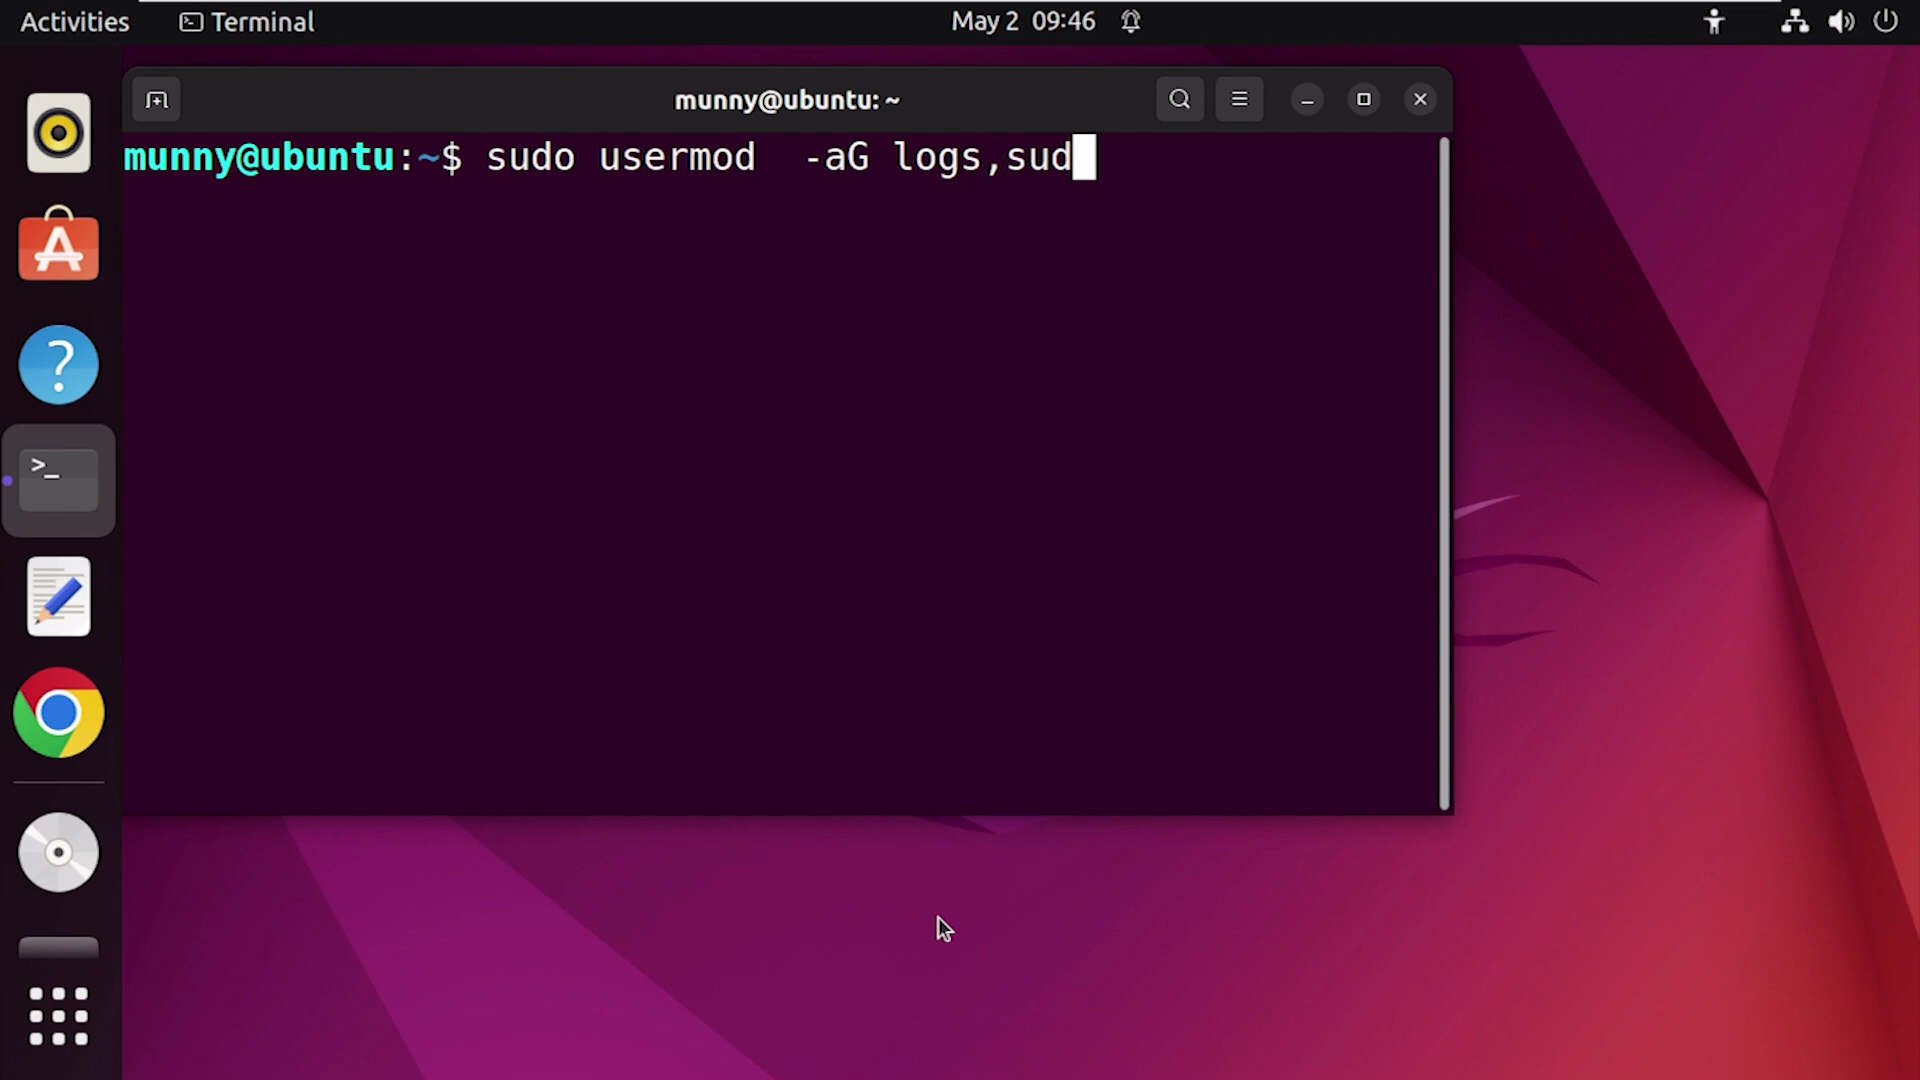 Activities Terminal May 2 09:46
munny@ubuntu: ~
munny@ubuntu:~$ sudo usermod  -aG logs,sud